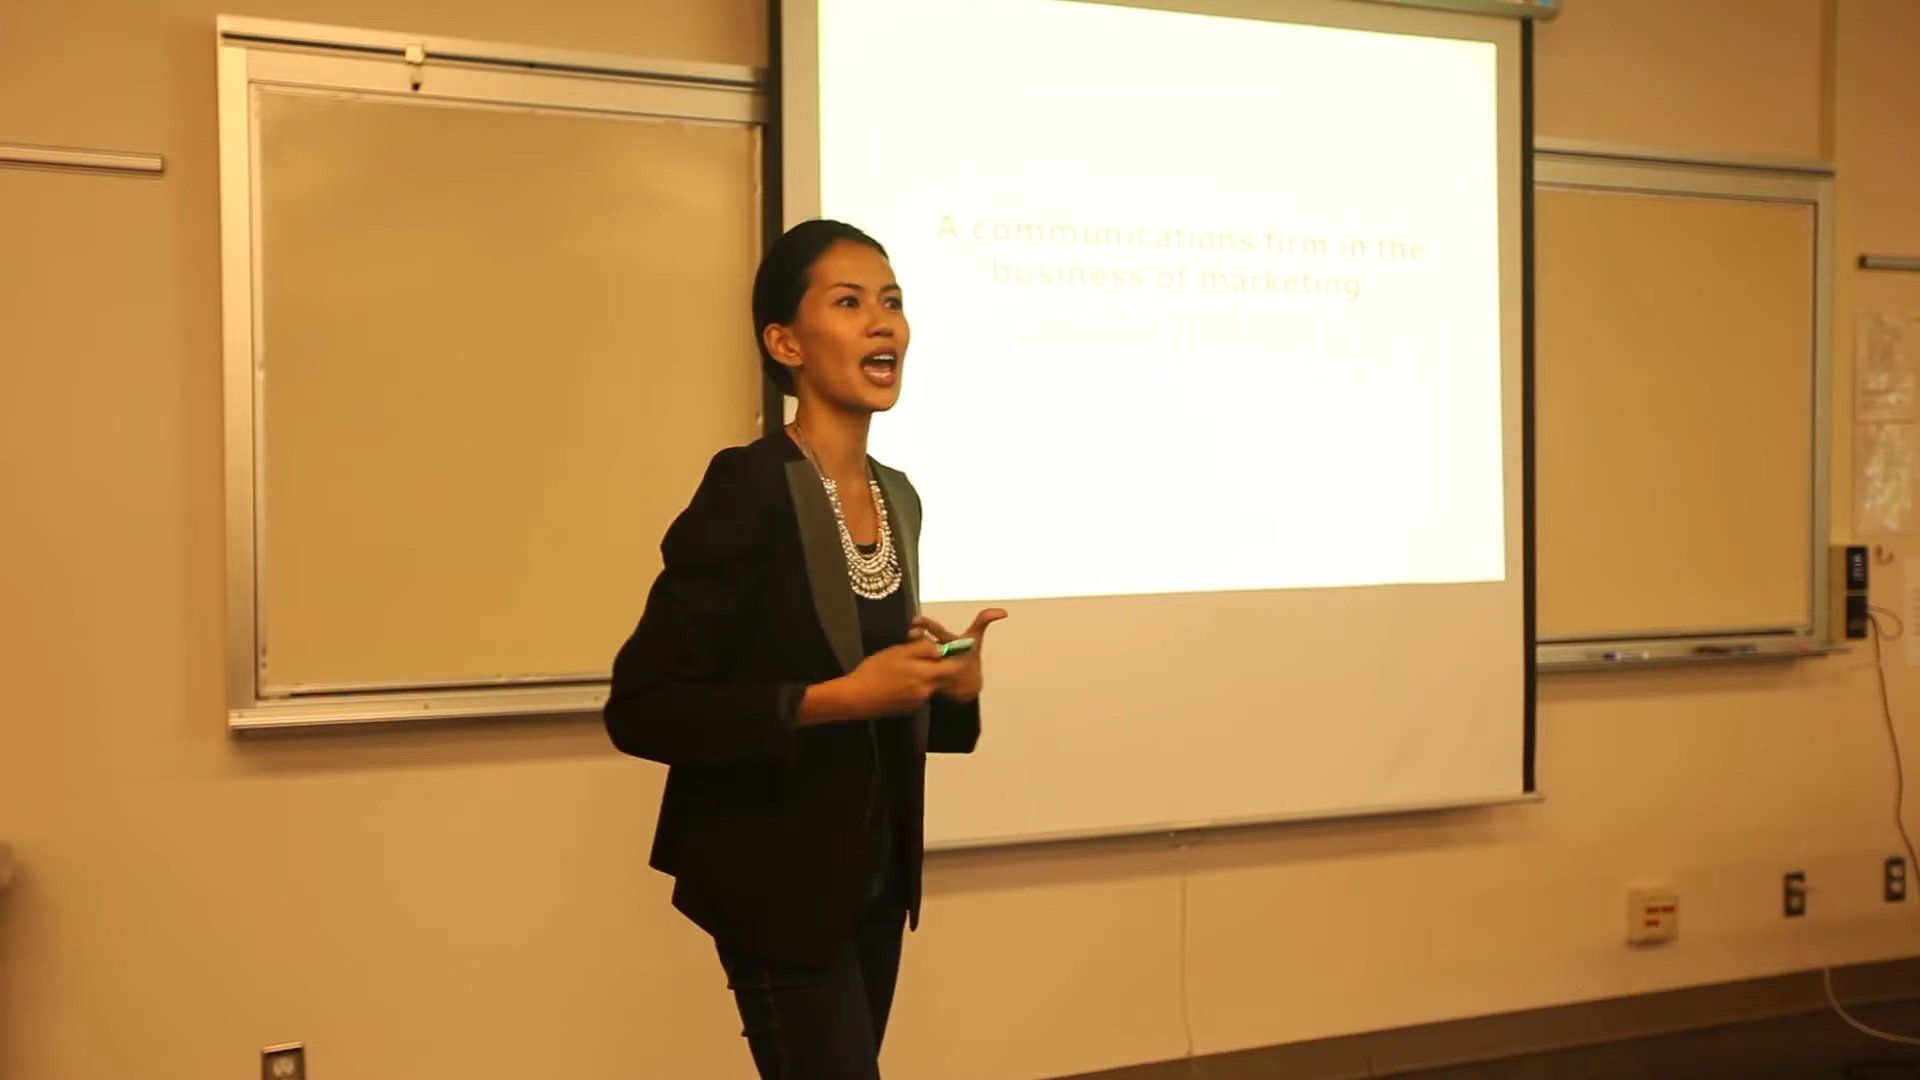 A communications firm in the
business of marketing